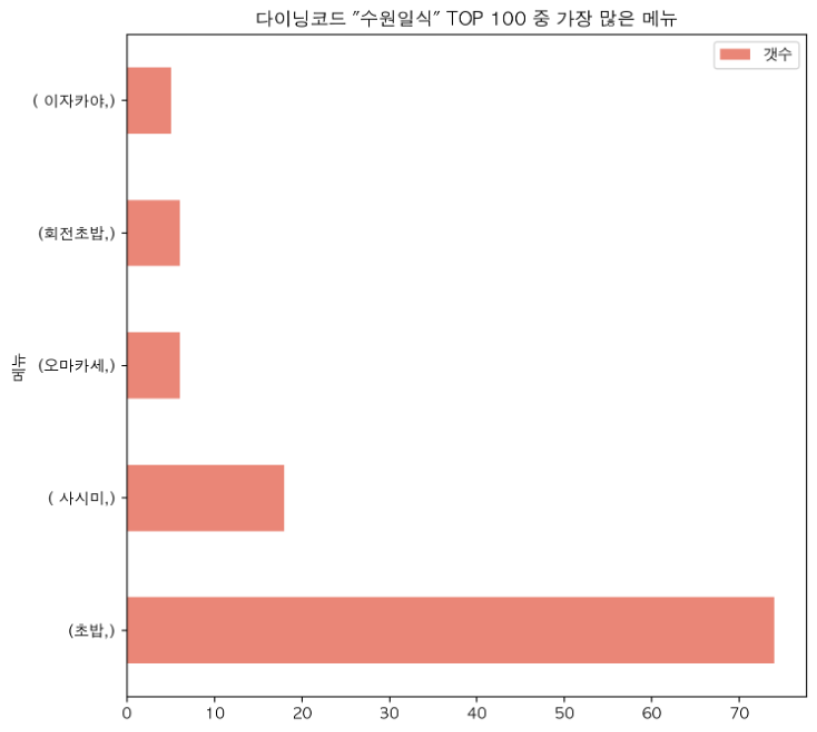 다이닝코드 "수원일식" TOP 100 중 가장 많은 메뉴
갯수
( 이자카야,)
(회전초밥,)
(오마카세,)
( 사시미,)
(초밥,)
메뉴
0 10 20 30 40 50 60 70